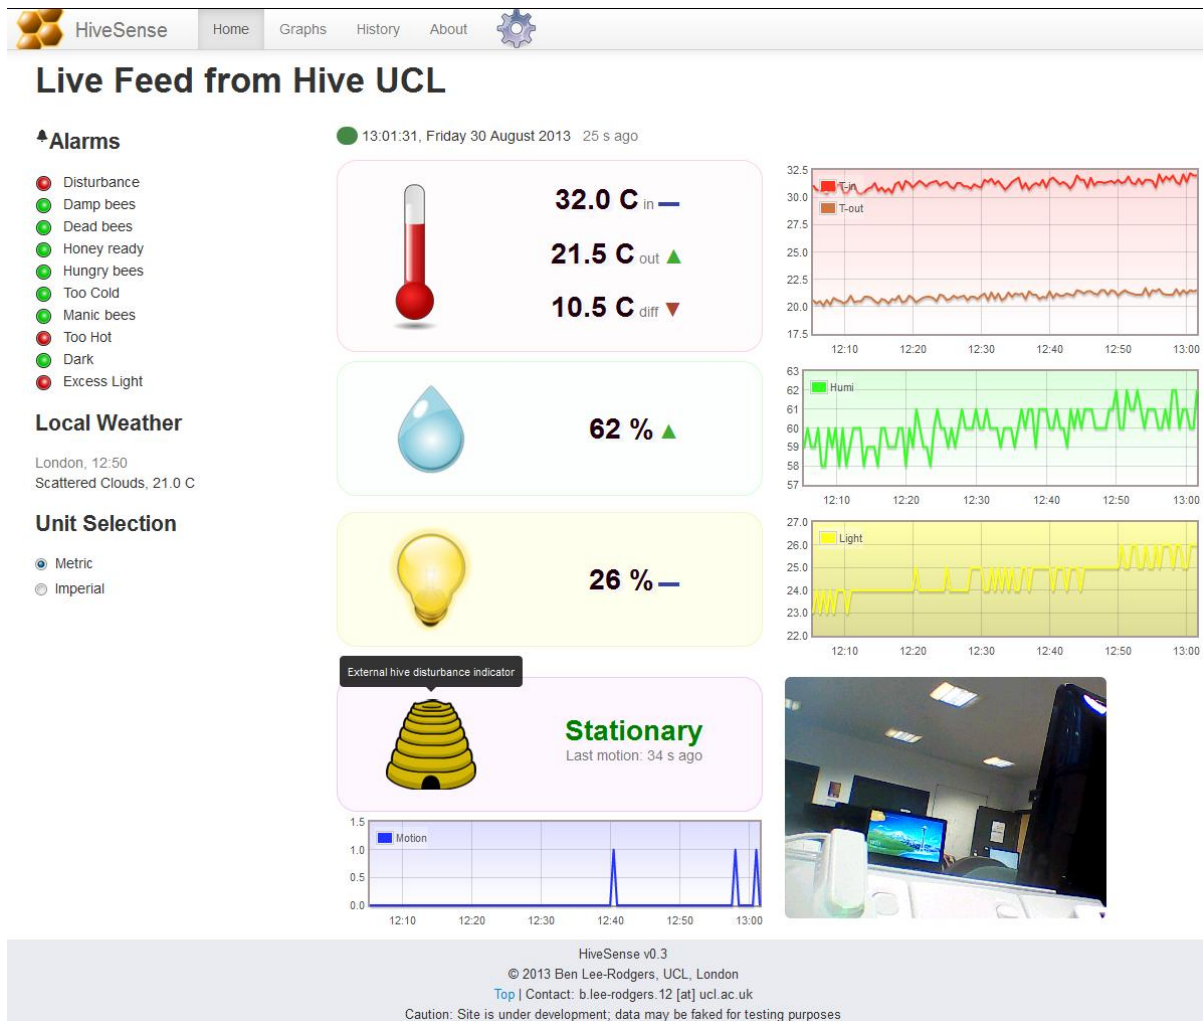 HiveSense Home Graphs History About
Live Feed from Hive UCL
Alarms
Disturbance
Damp bees
Dead bees
Honey ready
Hungry bees
Too Cold
Manic bees
Too Hot
Dark
Excess Light
Local Weather
London, 12:50
Scattered Clouds, 21.0 C
Unit Selection
Metric
Imperial
13:01:31, Friday 30 August 2013 25 s ago
32.0 C in
21.5 C out
10.5 C diff
32.5
30.0
27.5
25.0
22.5
20.0
17.5
T-in
T-out
12:10 12:20 12:30 12:40 12:50 13:00
62 %
63
62
61
60
59
58
57
Humi
12:10 12:20 12:30 12:40 12:50 13:00
26 %
27.0
26.0
25.0
24.0
23.0
22.0
Light
12:10 12:20 12:30 12:40 12:50 13:00
External hive disturbance indicator
Stationary
Last motion: 34 s ago
1.5
1.0
0.5
0.0
Motion
12:10 12:20 12:30 12:40 12:50 13:00
HiveSense v0.3
© 2013 Ben Lee-Rodgers, UCL, London
Top | Contact: b.lee-rodgers.12 [at] ucl.ac.uk
Caution: Site is under development; data may be faked for testing purposes